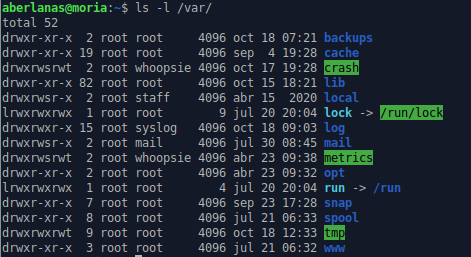 aberlanas@moria:~$ ls -l /var/
total 52
drwxr-xr-x  2 root root     4096 oct 18 07:21 backups
drwxr-xr-x 19 root root     4096 sep  4 19:28 cache
drwxrwsrwt  2 root whoopsie 4096 oct 17 19:28 crash
drwxr-xr-x 82 root root     4096 oct 15 18:21 lib
drwxrwsr-x  2 root staff    4096 abr 15  2020 local
lrwxrwxrwx  1 root root        9 jul 20 20:04 lock -> /run/lock
drwxrwxr-x 15 root syslog   4096 oct 18 09:03 log
drwxrwsr-x  2 root mail     4096 jul 30 08:45 mail
drwxrwsrwt  2 root whoopsie 4096 abr 23 09:38 metrics
drwxr-xr-x  2 root root     4096 abr 23 09:32 opt
lrwxrwxrwx  1 root root        4 jul 20 20:04 run -> /run
drwxr-xr-x  7 root root     4096 sep 23 17:28 snap
drwxr-xr-x  8 root root     4096 jul 21 06:33 spool
drwxrwxrwt  9 root root     4096 oct 18 12:33 tmp
drwxr-xr-x  3 root root     4096 jul 21 06:32 www